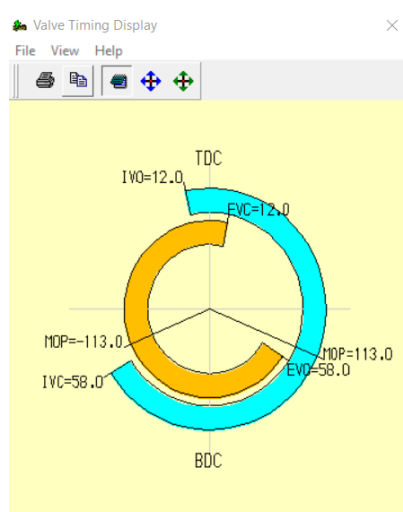 Valve Timing Display
File View Help
TDC
IVO=12.0
EVC=12.0
MOP=-113.0
MOP=113.0
EVO=58.0
IVC=58.0
BDC